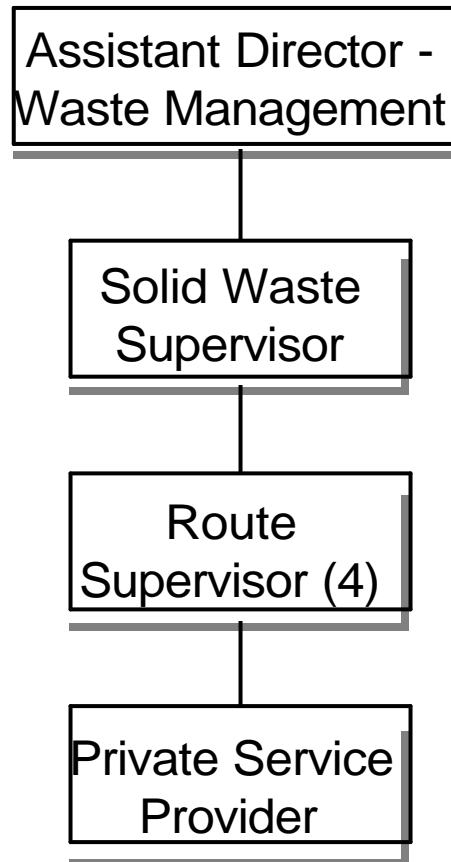 Assistant Director -
Waste Management
Solid Waste
Supervisor
Route
Supervisor (4)
Private Service
Provider